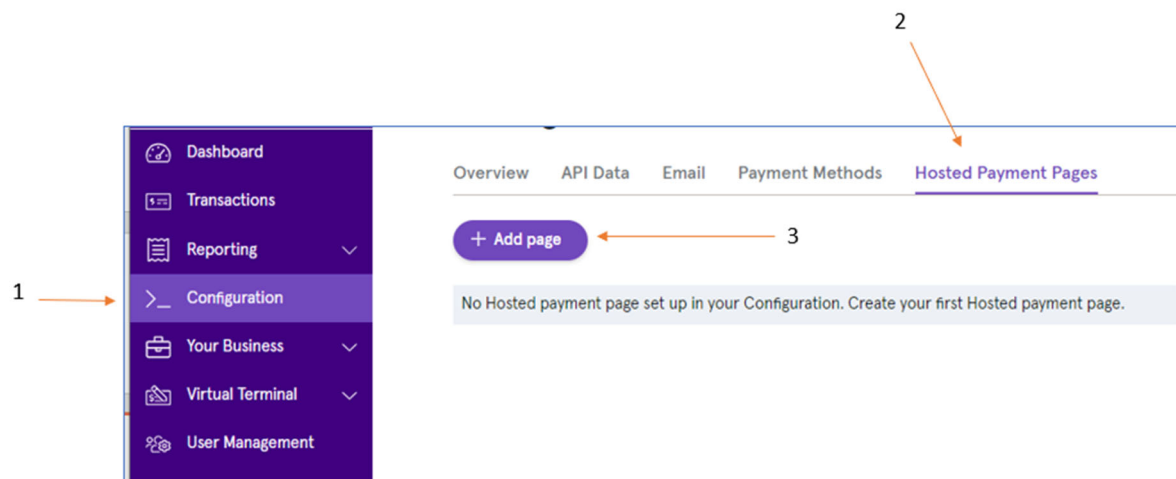 2
Dashboard
Overview API Data Email Payment Methods Hosted Payment Pages
Transactions
+ Add page
3
Reporting
1
>_ Configuration
No Hosted payment page set up in your Configuration. Create your first Hosted payment page.
Your Business
Virtual Terminal
User Management